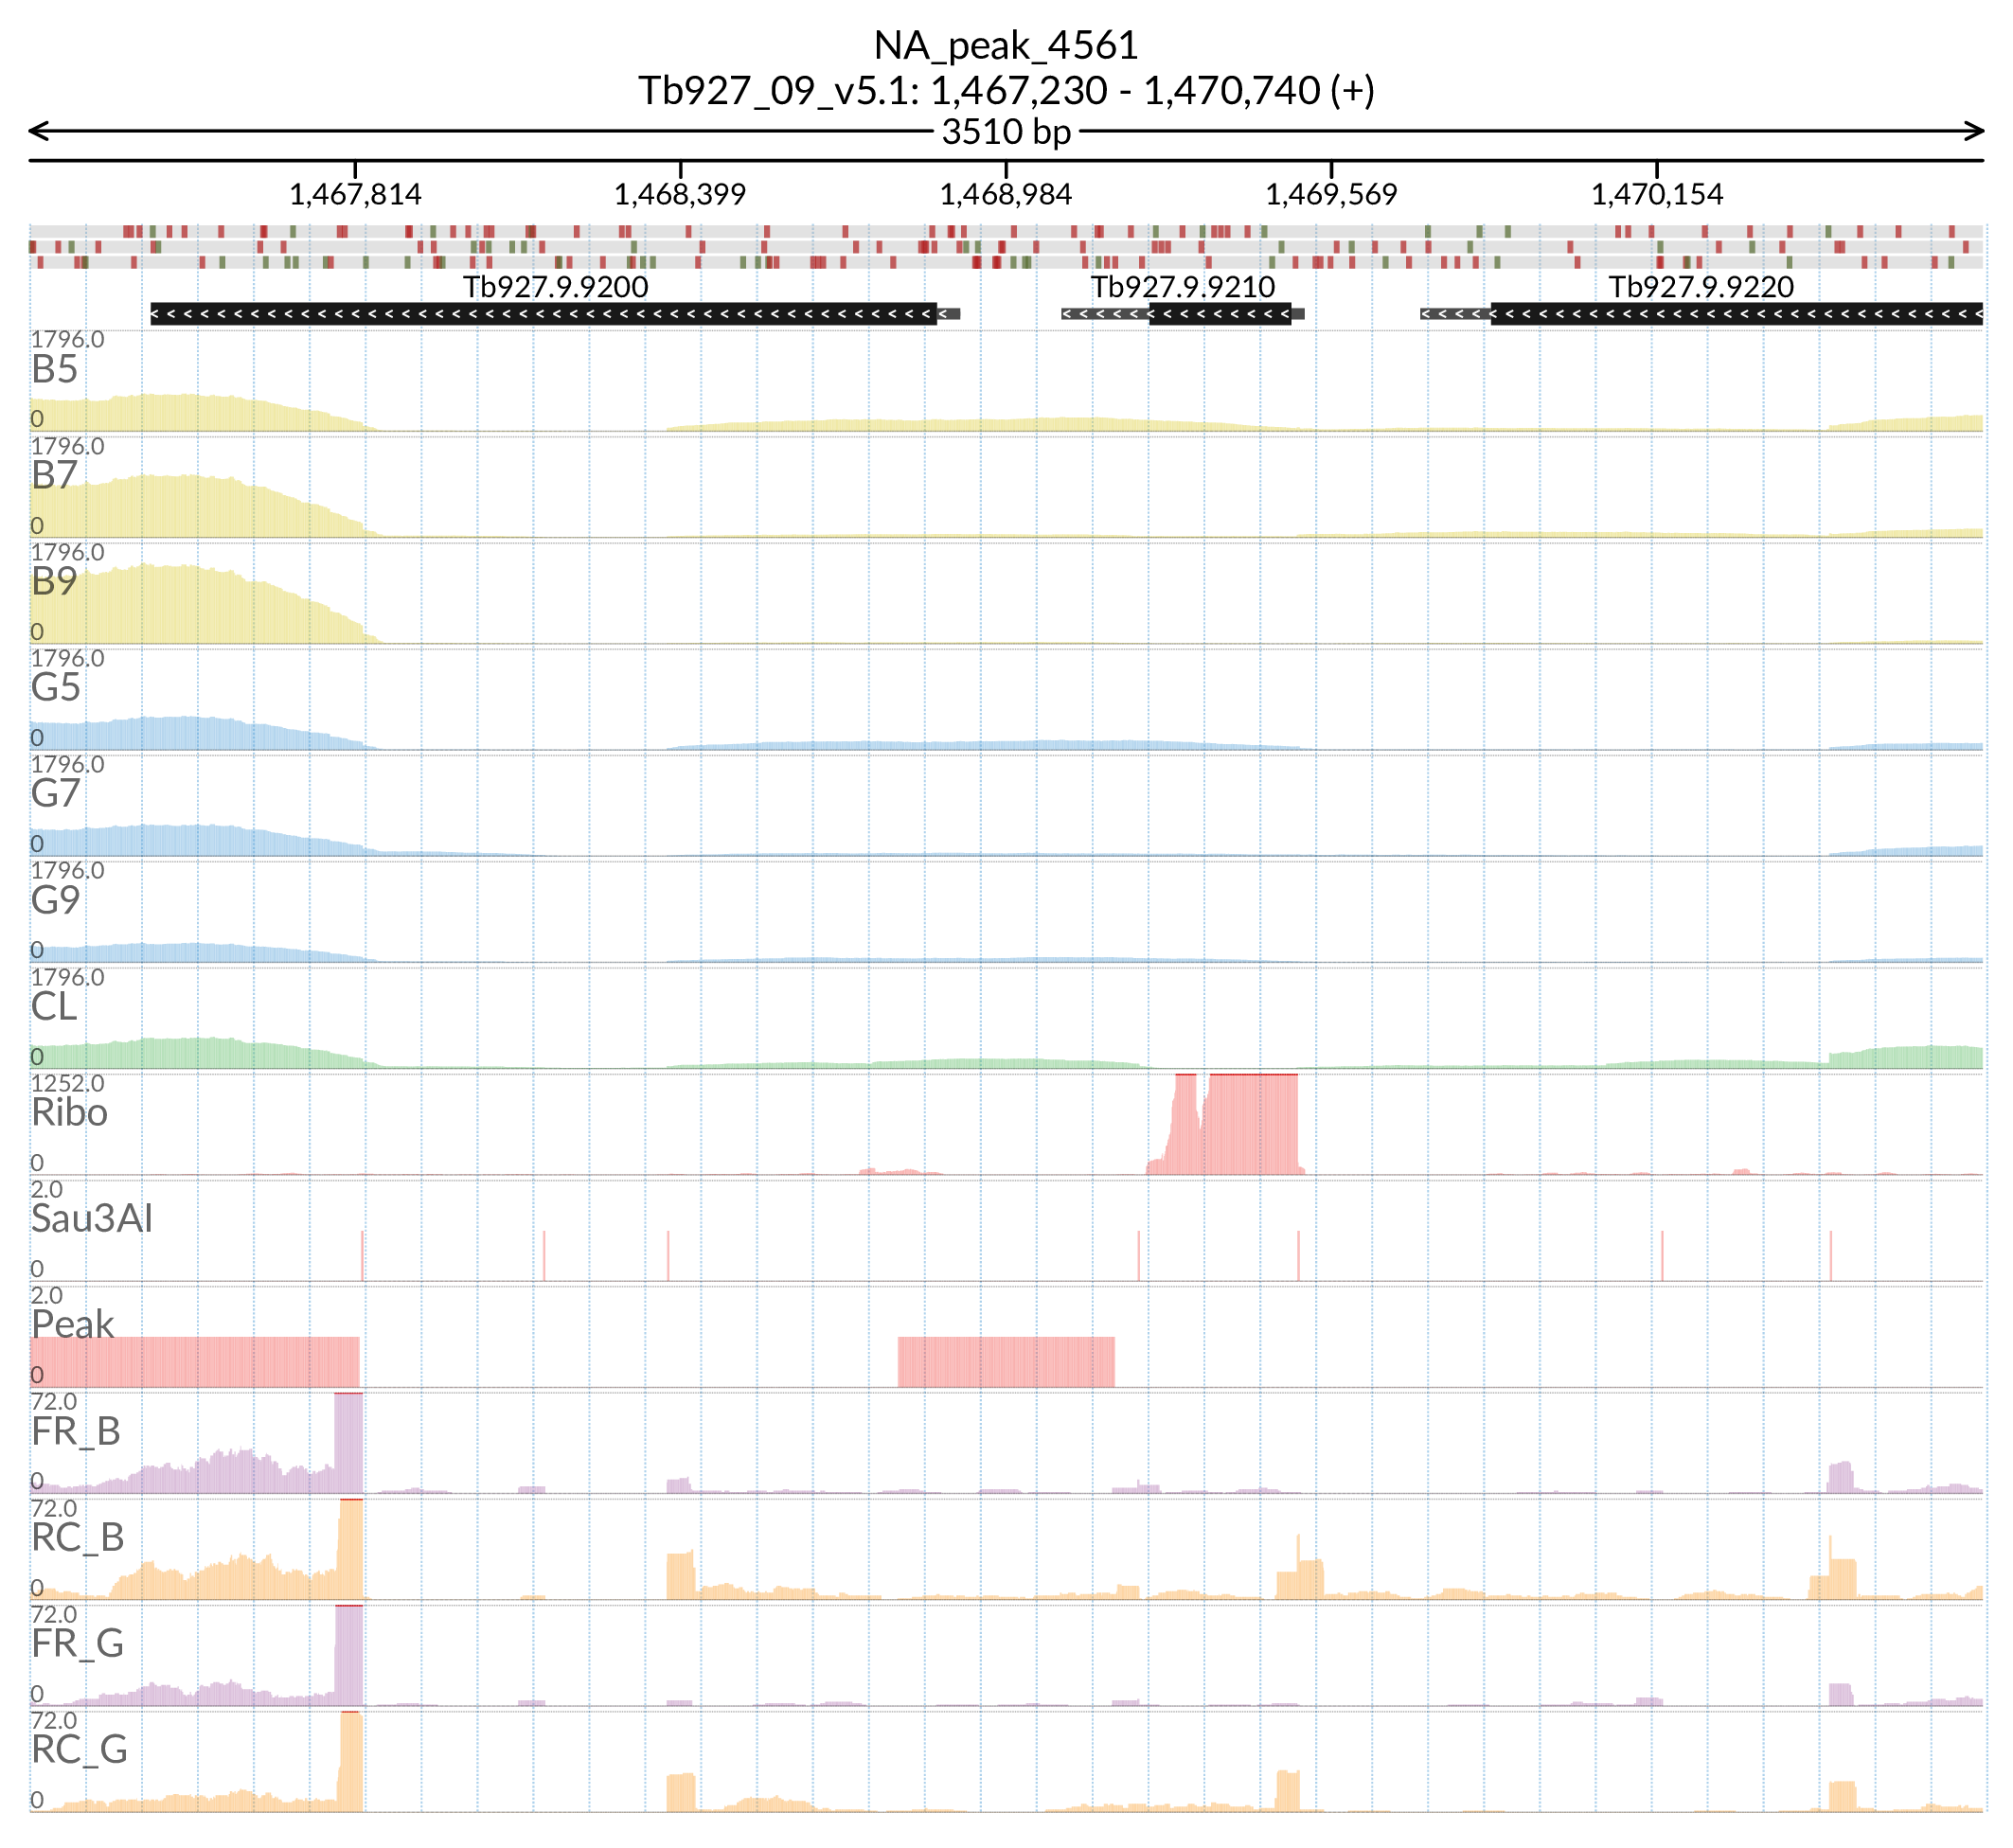 NA_peak_4561
Tb927_09_v5.1: 1,467,230 - 1,470,740 (+)
3510 bp
1,467,814 1,468,399 1,468,984 1,469,569 1,470,154
Tb927.9.9200 Tb927.9.9210 Tb927.9.9220
1796.0
B5
0
1796.0
B7
0
1796.0
B9
0
1796.0
G5
0
1796.0
G7
0
1796.0
G9
0
1796.0
CL
0
1252.0
Ribo
0
2.0
Sau3AI
0
2.0
Peak
0
72.0
FR_B
0
72.0
RC_B
0
72.0
FR_G
0
72.0
RC_G
0